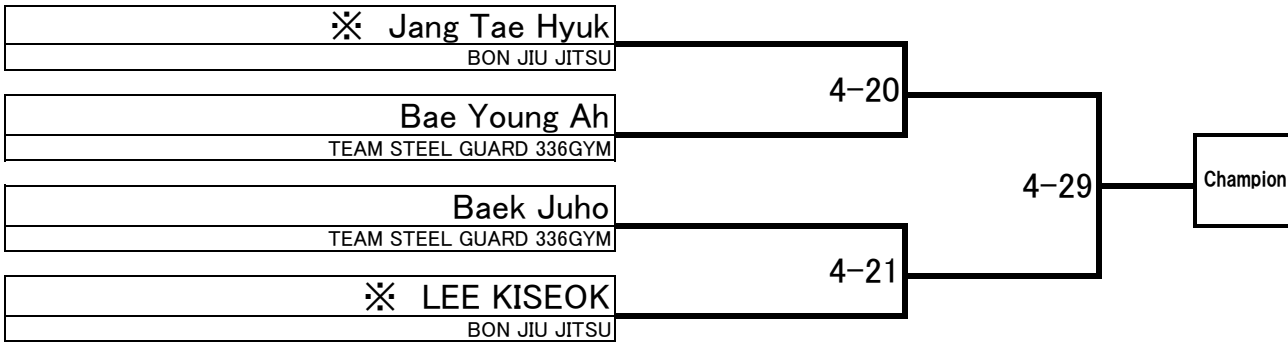 ※ Jang Tae Hyuk
BON JIU JITSU
4-20
Bae Young Ah
TEAM STEEL GUARD 336GYM
4-29
Champion
Baek Juho
TEAM STEEL GUARD 336GYM
4-21
※ LEE KISEOK
BON JIU JITSU